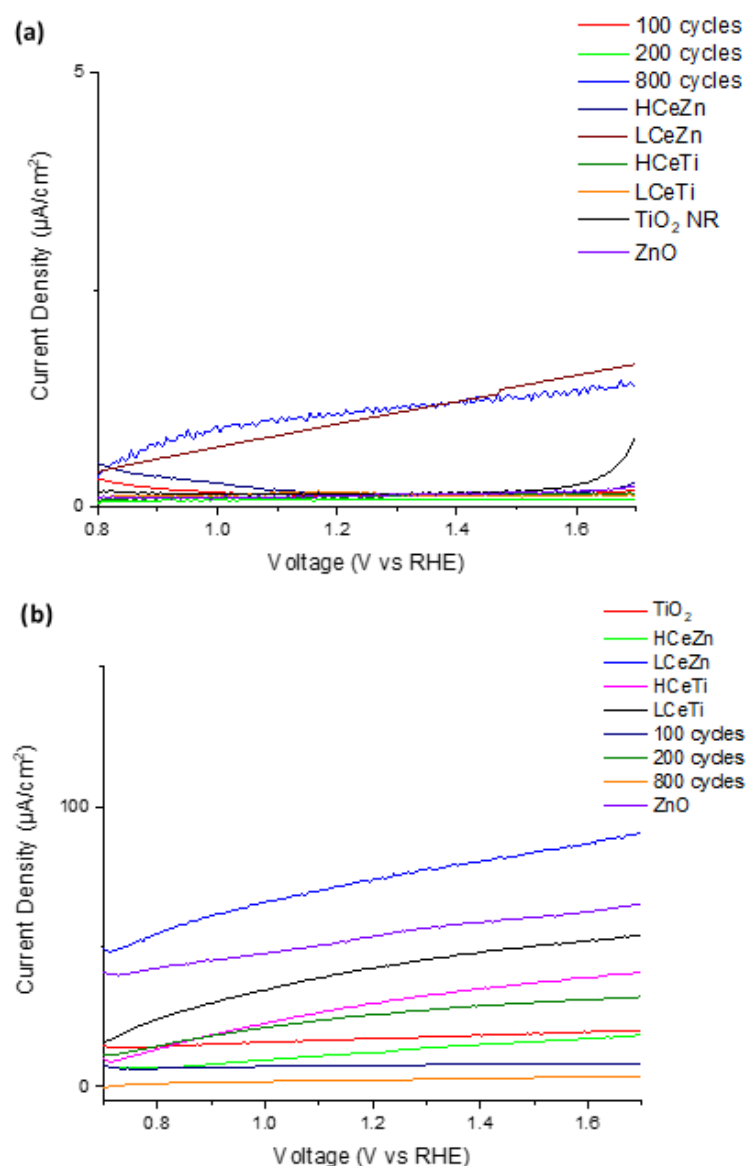 (a)
100 cycles
200 cycles
800 cycles
HCeZn
LCeZn
HCeTi
LCeTi
TiO₂ NR
ZnO
5
Current Density (µA/cm²)
0
0.8 1.0 1.2 1.4 1.6
Voltage (V vs RHE)
(b)
TiO₂
HCeZn
LCeZn
HCeTi
LCeTi
100 cycles
200 cycles
800 cycles
ZnO
100
Current Density (µA/cm²)
0
0.8 1.0 1.2 1.4 1.6
Voltage (V vs RHE)